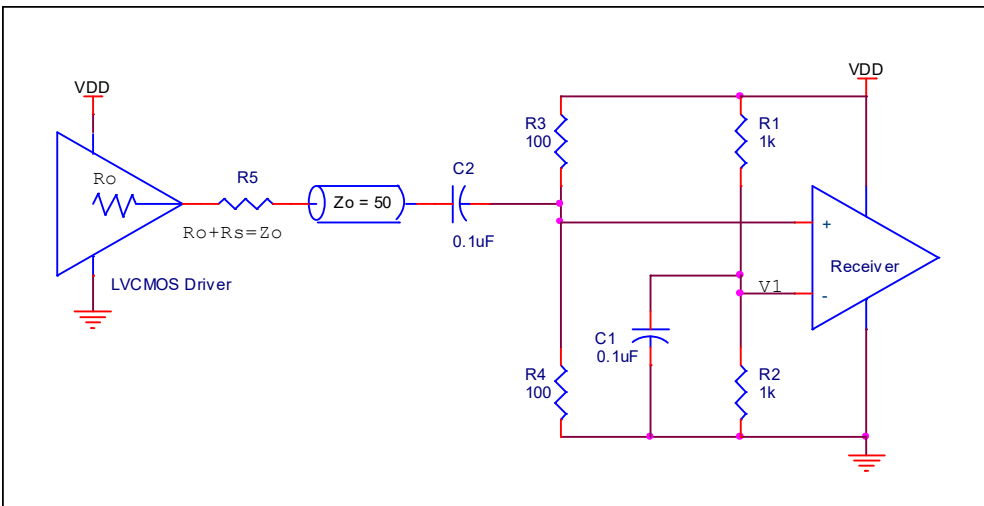 VDD
Ro
R5
Ro+Rs=Zo
LVCMOS Driver
Zo = 50
C2
0.1uF
R3
100
R4
100
C1
0.1uF
VDD
R1
1k
V1
R2
1k
+
-
Receiver